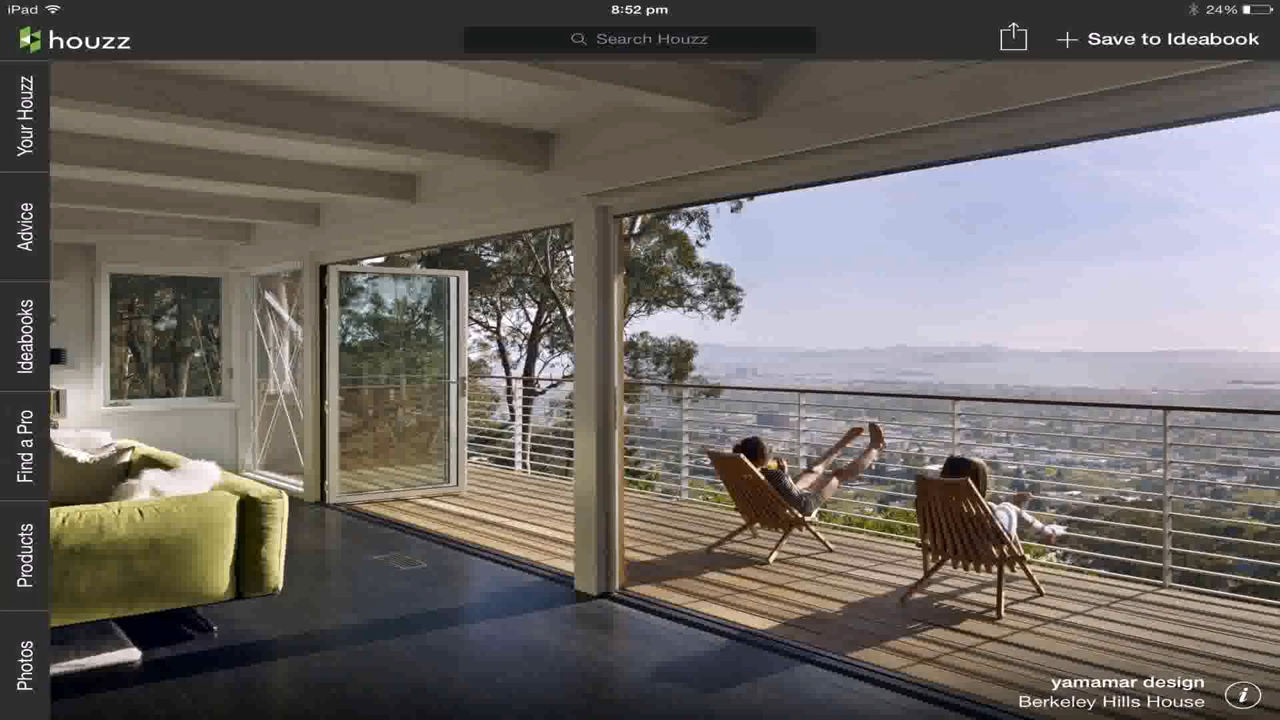 iPad
8:52 pm
24%
houzz
Search Houzz
Save to Ideabook
Your Houzz
Advice
Ideabooks
Find a Pro
Products
Photos
yamamar design
Berkeley Hills House
i